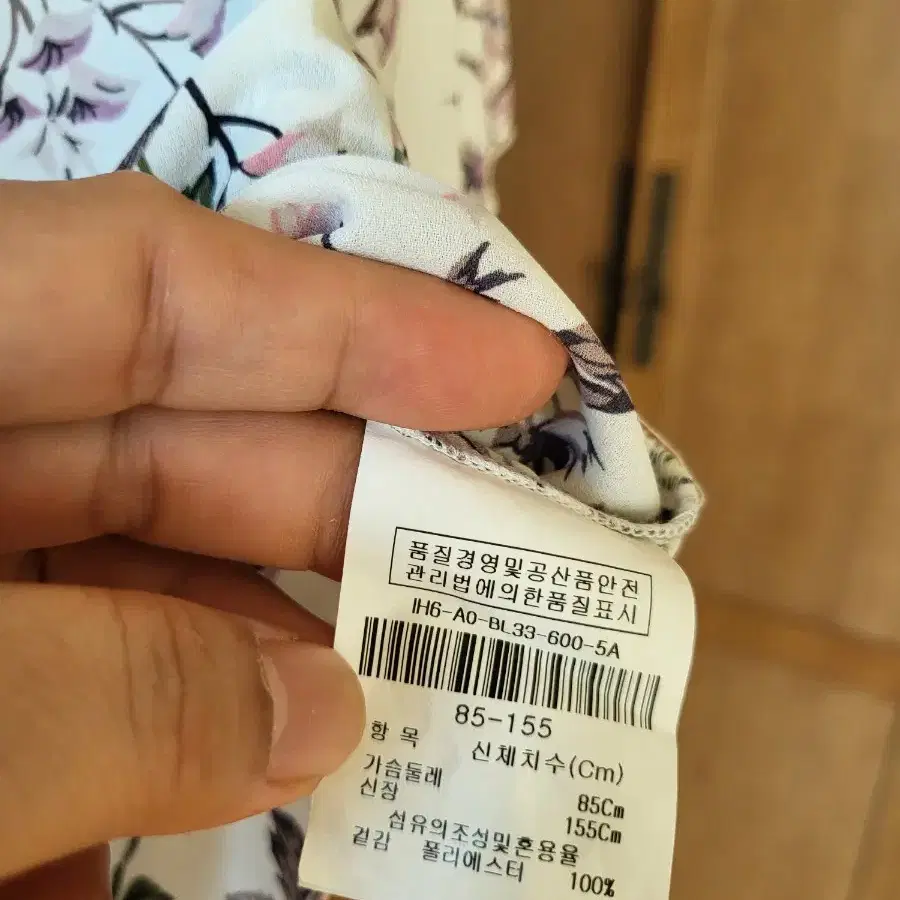 품질경영및공산품안전
관리법에의한품질표시
IH6-A0-BL33-600-5A
85-155
항 목 신체치수(Cm)
가슴둘레 85Cm
신장 155Cm
섬유의조성및혼용율
겉감 폴리에스터 100%